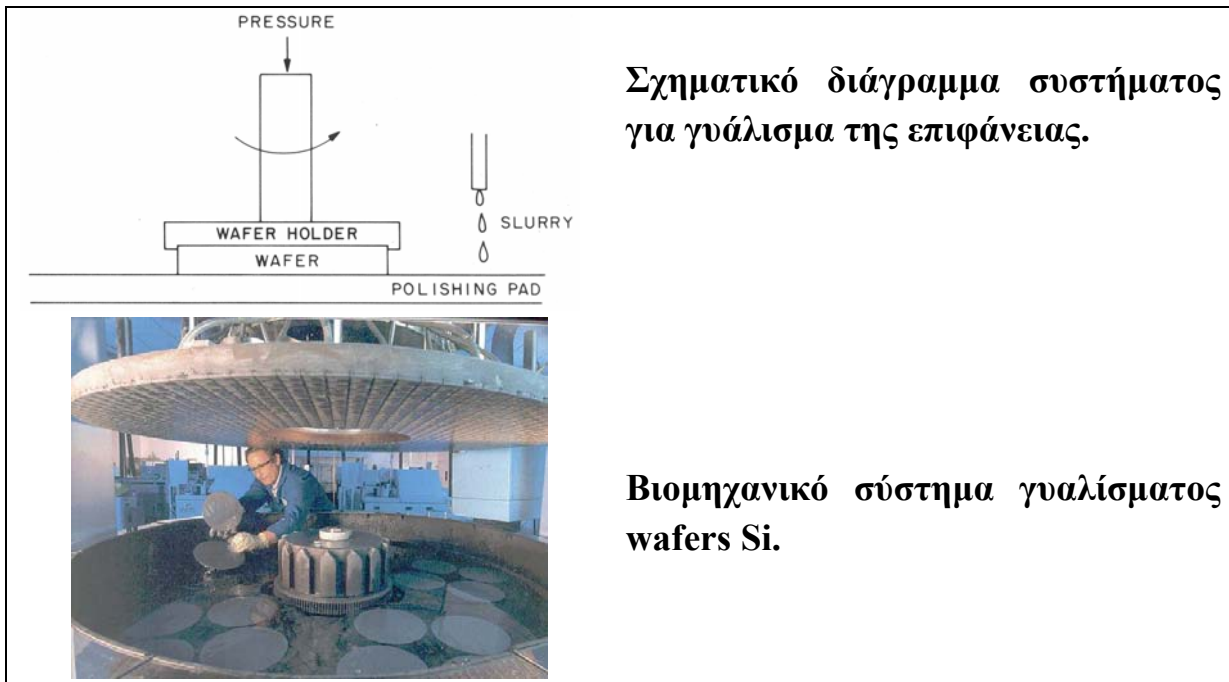 PRESSURE
WAFER HOLDER
WAFER
SLURRY
POLISHING PAD
Σχηματικό διάγραμμα συστήματος
για γυάλισμα της επιφάνειας.
Βιομηχανικό σύστημα γυαλίσματος
wafers Si.